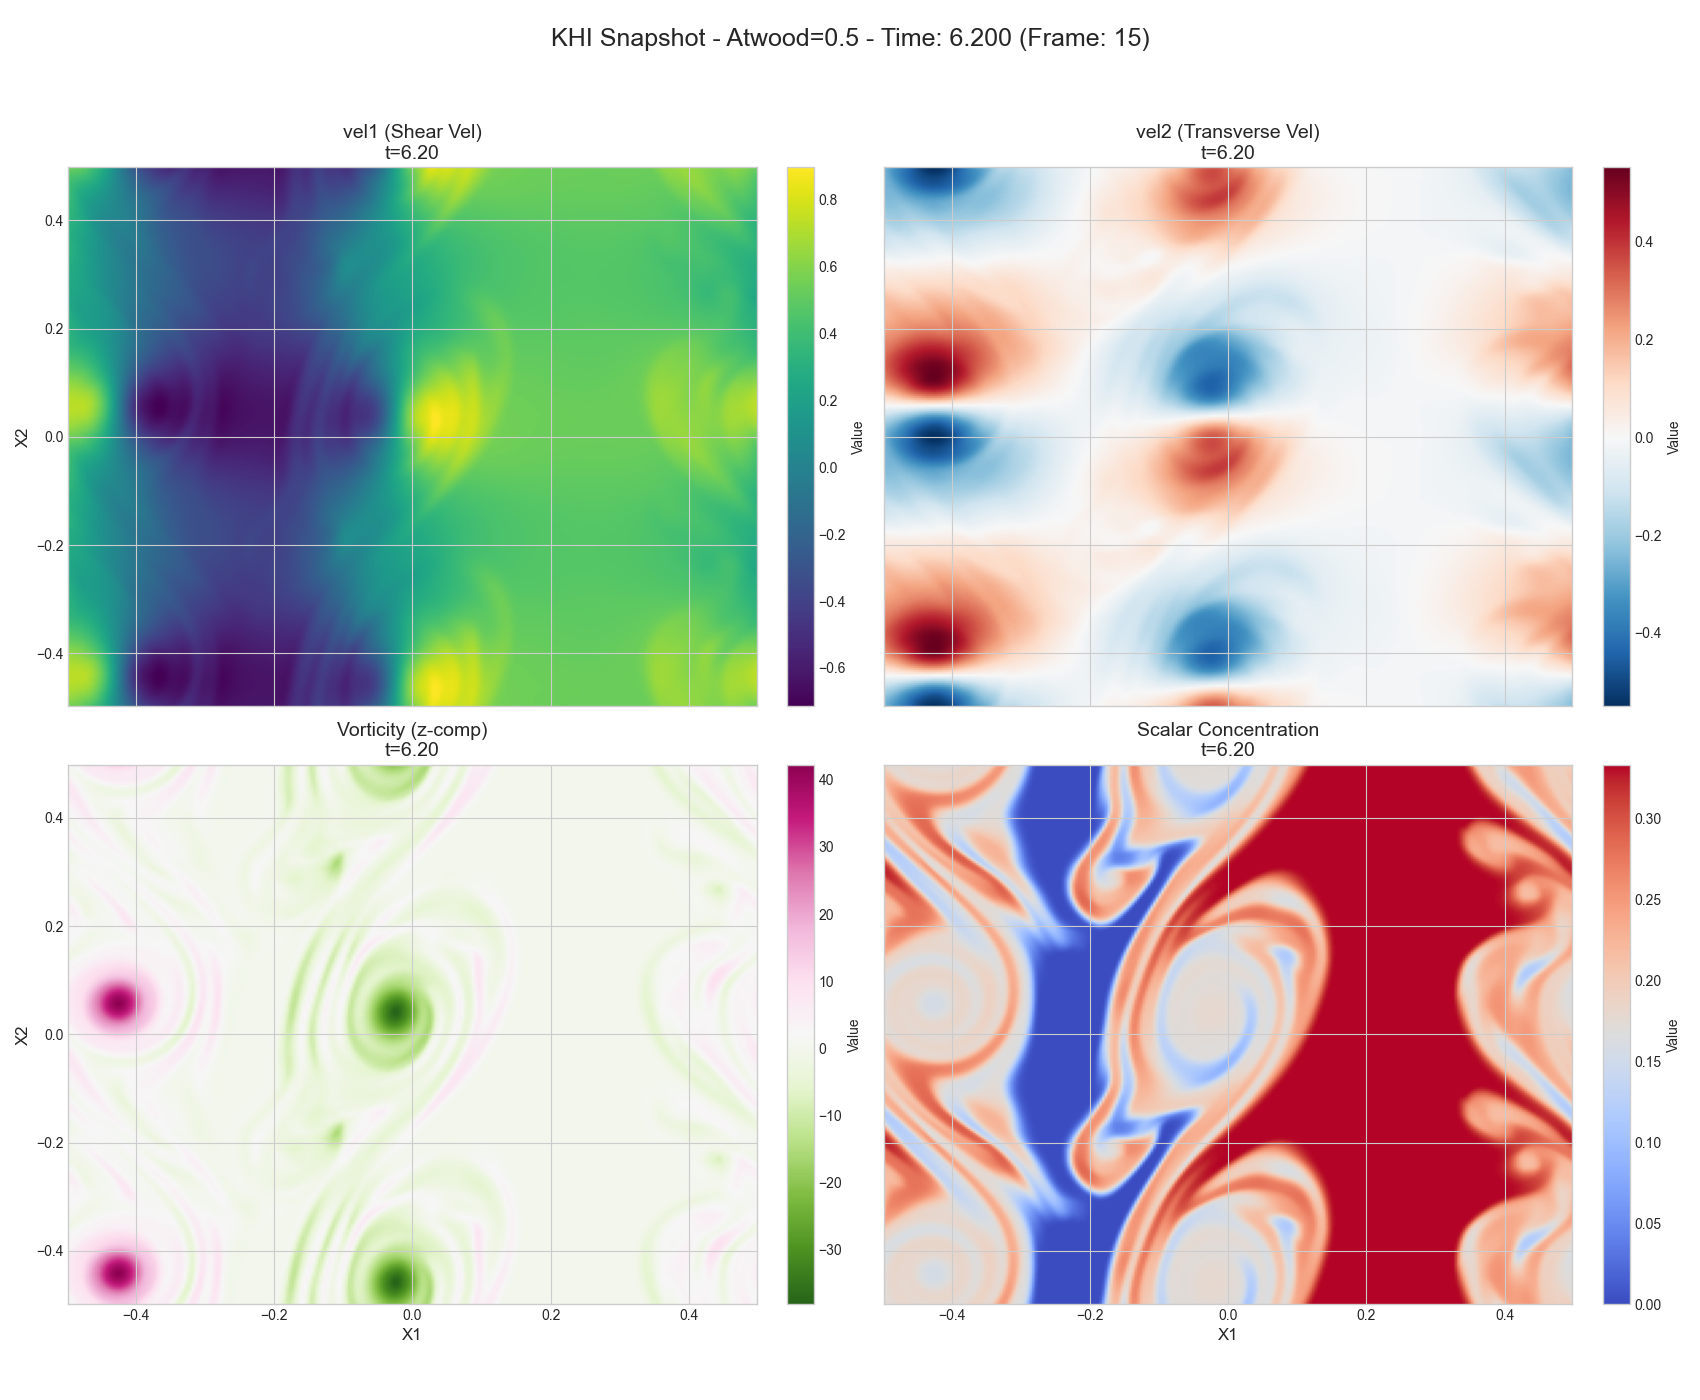 KHI Snapshot - Atwood=0.5 - Time: 6.200 (Frame: 15)
vel1 (Shear Vel)
t=6.20
X2
0.4
0.2
0.0
−0.2
−0.4
0.8
0.6
0.4
0.2
0.0
−0.2
−0.4
−0.6
Value
vel2 (Transverse Vel)
t=6.20
0.4
0.2
0.0
−0.2
−0.4
Value
Vorticity (z-comp)
t=6.20
X2
0.4
0.2
0.0
−0.2
−0.4
−0.4
−0.2
0.0
0.2
0.4
X1
40
30
20
10
0
−10
−20
−30
Value
Scalar Concentration
t=6.20
−0.4
−0.2
0.0
0.2
0.4
X1
0.30
0.25
0.20
0.15
0.10
0.05
0.00
Value